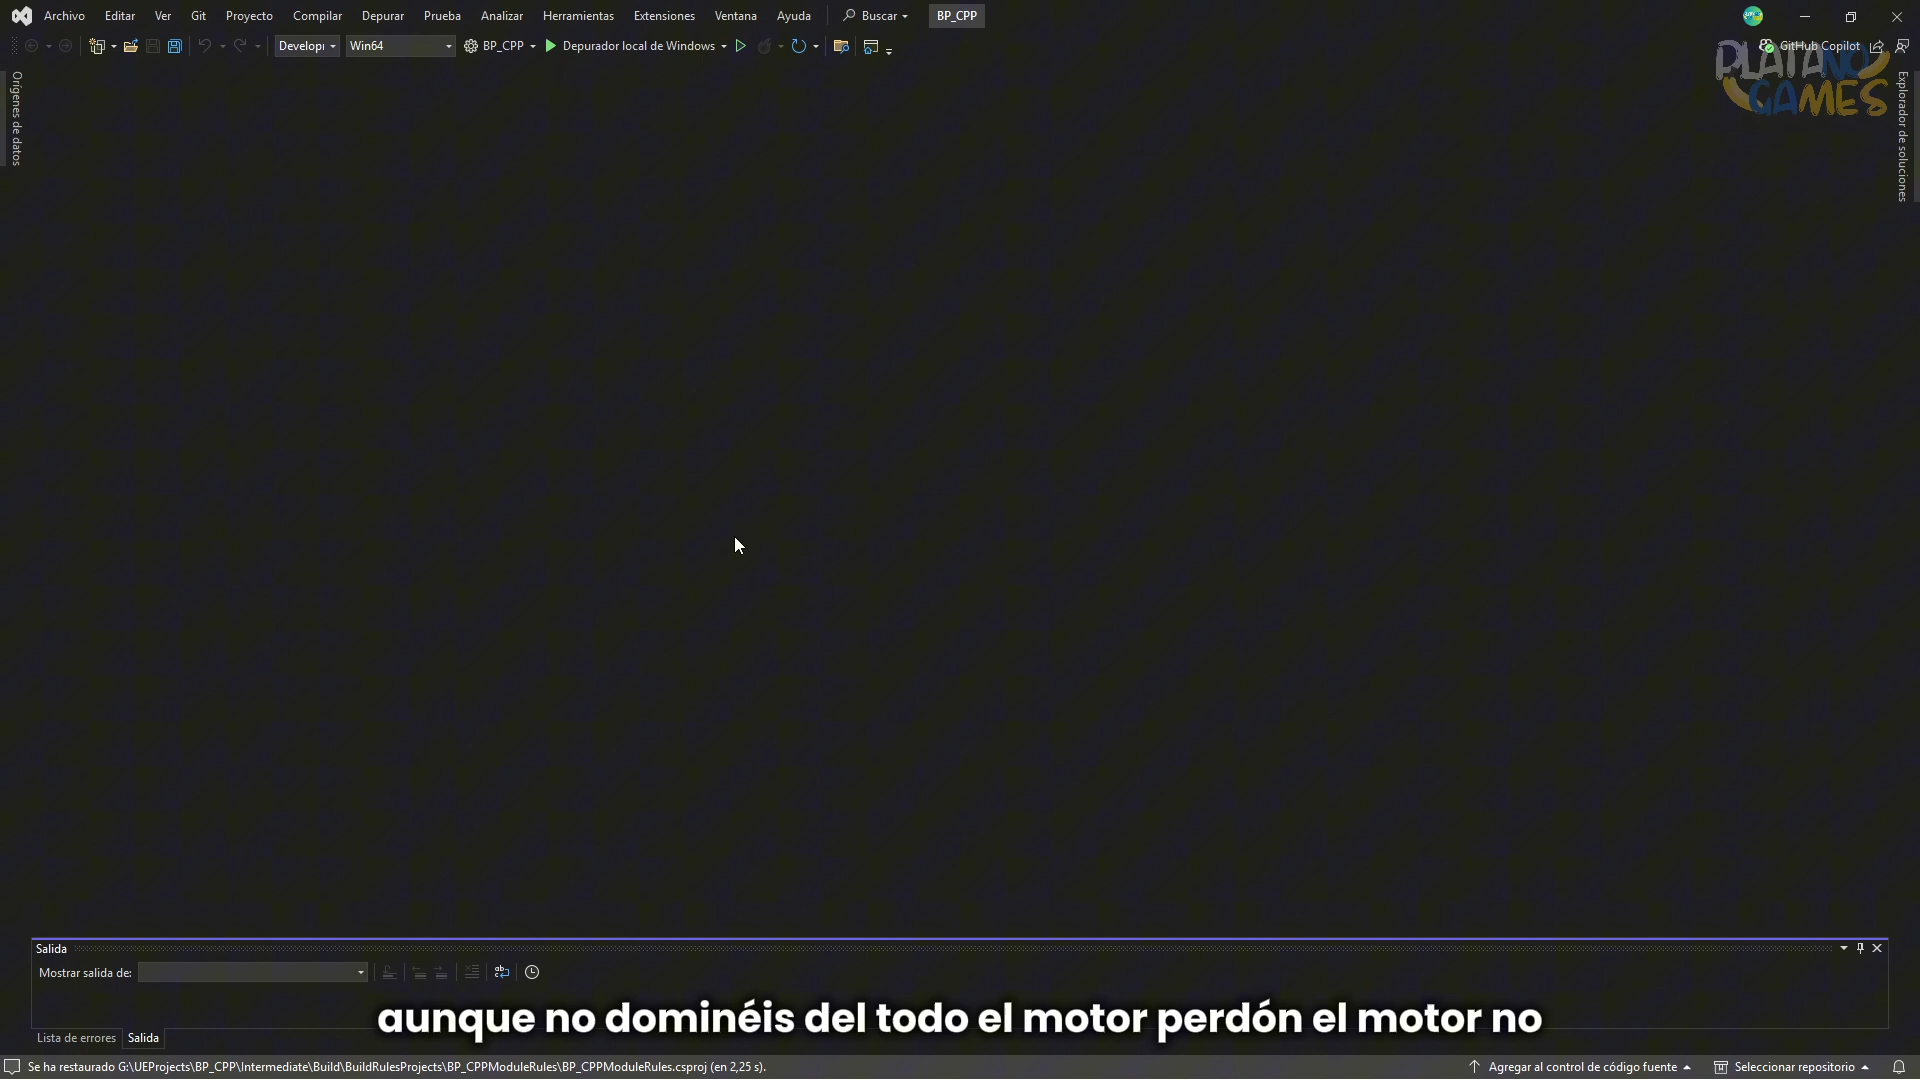 Archivo Editar Ver Git Proyecto Compilar Depurar Prueba Analizar Herramientas Extensiones Ventana Ayuda Buscar BP_CPP
Develop Win64 BP_CPP Depurador local de Windows GitHub Copilot
PLATANO
GAMES
Orígenes de datos
Explorador de soluciones
Salida
Mostrar salida de:
aunque no dominéis del todo el motor perdón el motor no
Lista de errores Salida
Se ha restaurado G:\UEProjects\BP_CPP\Intermediate\Build\BuildRulesProjects\BP_CPPModuleRules\BP_CPPModuleRules.csproj (en 2,25 s). Agregar al control de código fuente Seleccionar repositorio